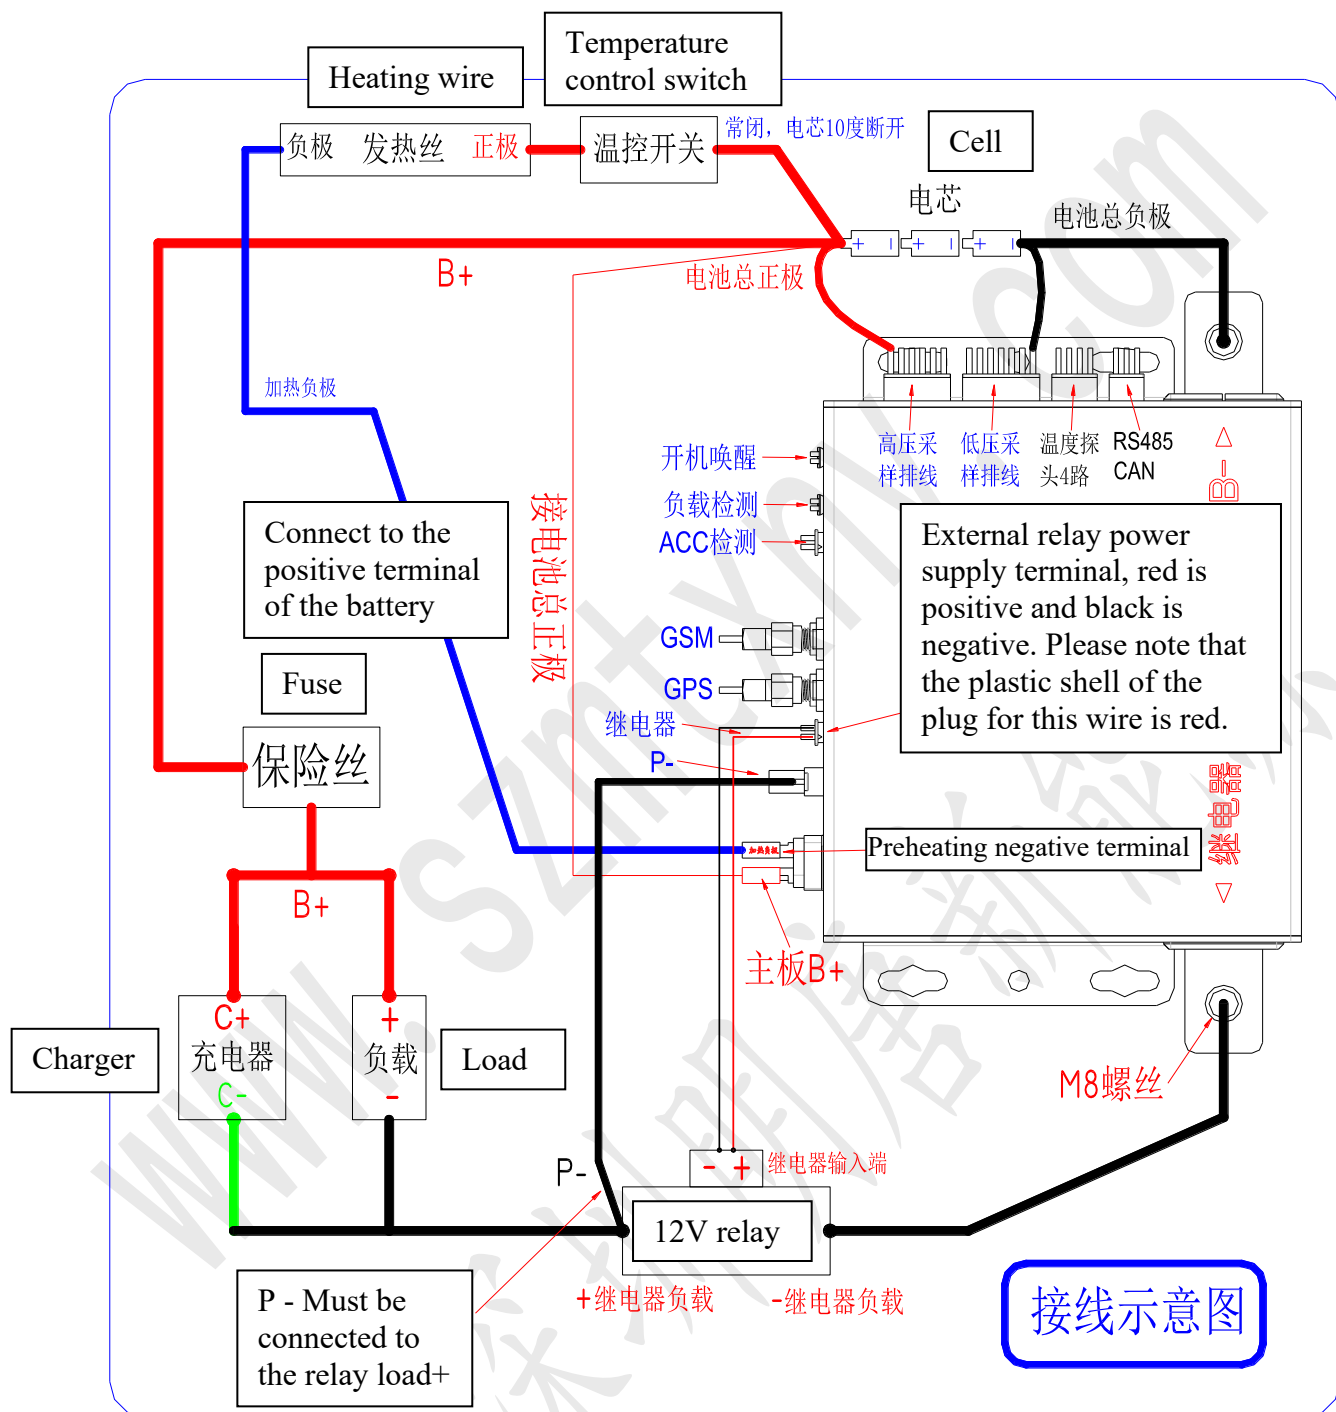 Temperature
control switch
Heating wire
负极 发热丝 正极
温控开关
常闭，电芯10度断开
Cell
电芯
电池总负极
+ - + - + -
B+
电池总正极
加热负极
高压采
样排线
低压采
样排线
温度探
头4路
RS485
CAN
B-
开机唤醒
负载检测
ACC检测
接电池总正极
Connect to the
positive terminal
of the battery
External relay power
supply terminal, red is
positive and black is
negative. Please note that
the plastic shell of the
plug for this wire is red.
GSM
GPS
Fuse
保险丝
继电器
P-
继电器
加热负极
Preheating negative terminal
B+
主板B+
C+
充电器
C-
+
负载
-
Charger
Load
M8螺丝
P-
- +
继电器输入端
12V relay
+继电器负载
-继电器负载
P - Must be
connected to
the relay load+
接线示意图
www.szmtxny.com